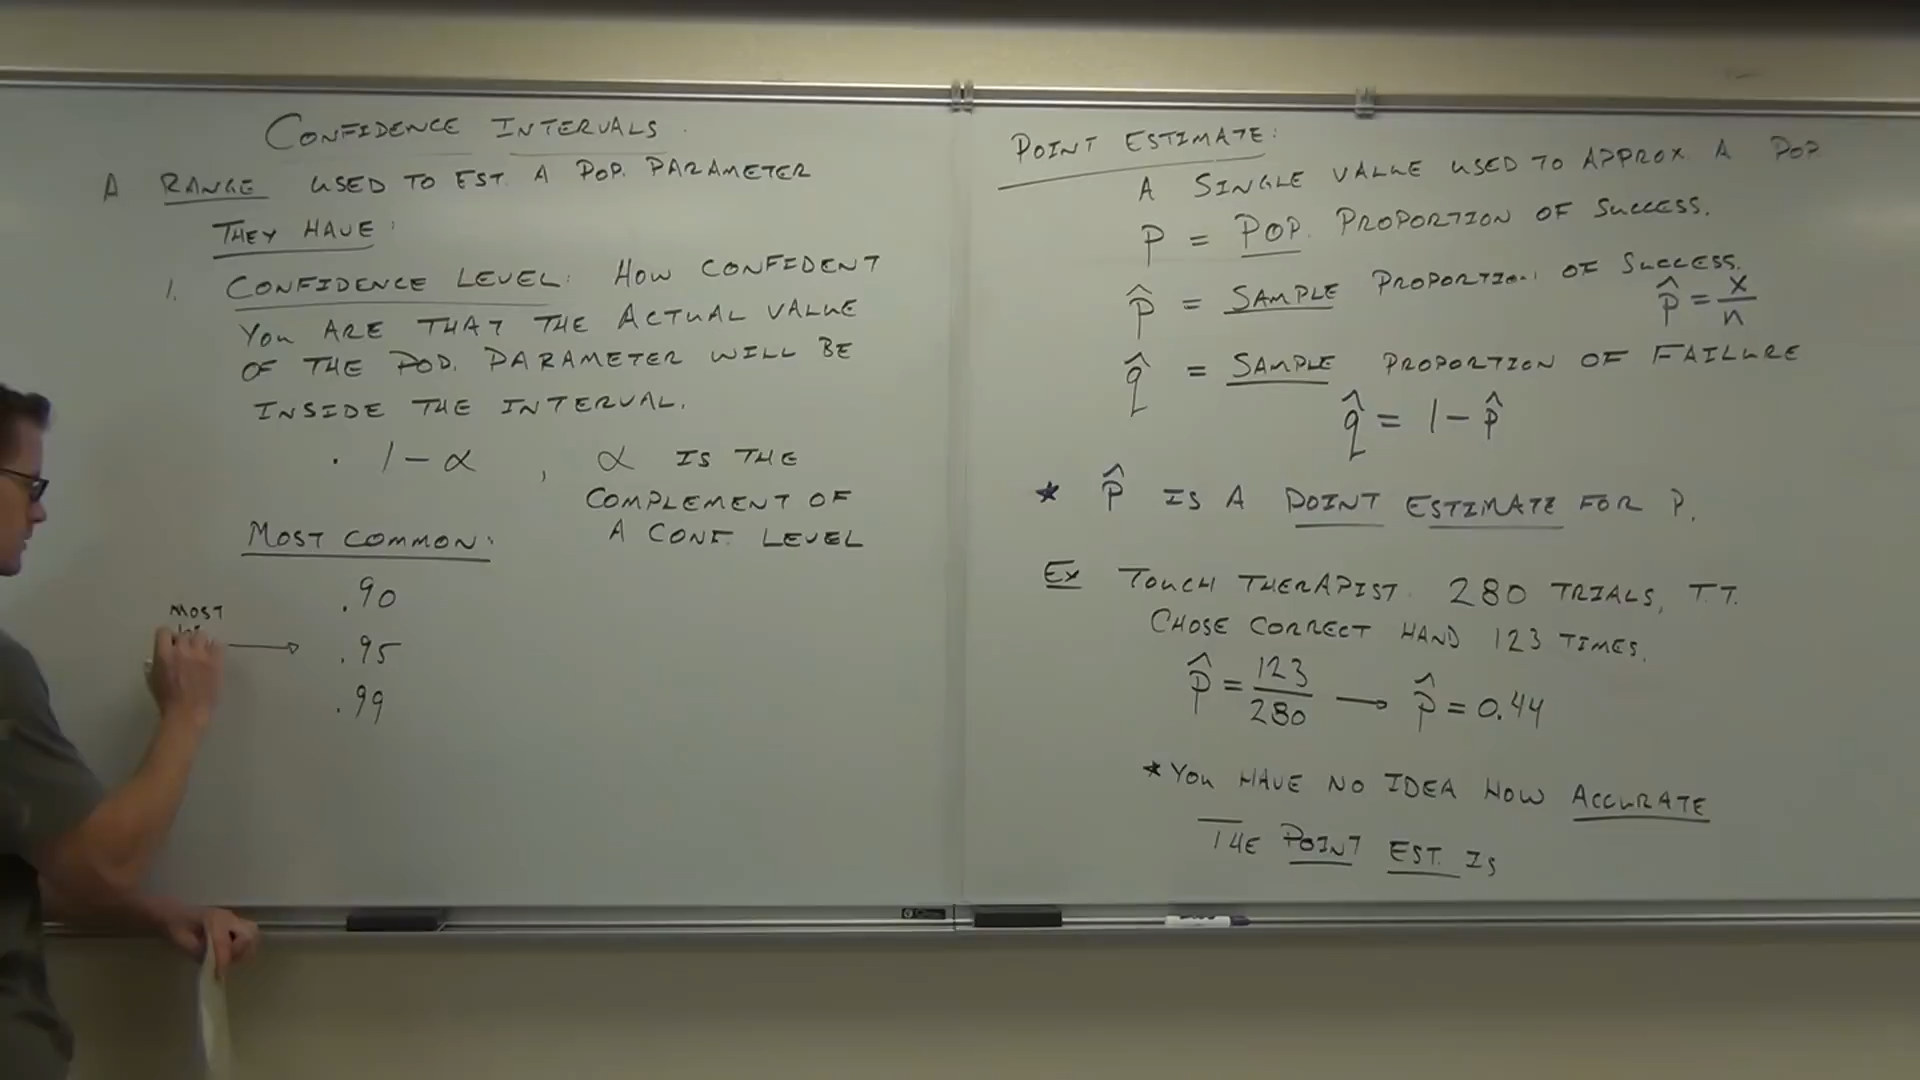 CONFIDENCE INTERVALS.
A RANGE USED TO EST. A POP. PARAMETER
THEY HAVE:
1. CONFIDENCE LEVEL: HOW CONFIDENT
YOU ARE THAT THE ACTUAL VALUE
OF THE POP. PARAMETER WILL BE
INSIDE THE INTERVAL.
· 1 - α , α IS THE
COMPLEMENT OF
A CONF. LEVEL
MOST COMMON:
.90
MOST
→ .95
.99
POINT ESTIMATE:
A SINGLE VALUE USED TO APPROX. A POP
P = POP. PROPORTION OF SUCCESS.
p̂ = SAMPLE PROPORTION OF SUCCESS.
p̂ = x/n
q̂ = SAMPLE PROPORTION OF FAILURE
q̂ = 1 - p̂
* p̂ IS A POINT ESTIMATE FOR P.
Ex TOUCH THERAPIST. 280 TRIALS, T.T.
CHOSE CORRECT HAND 123 TIMES.
p̂ = 123/280 → p̂ = 0.44
* YOU HAVE NO IDEA HOW ACCURATE
THE POINT EST. IS